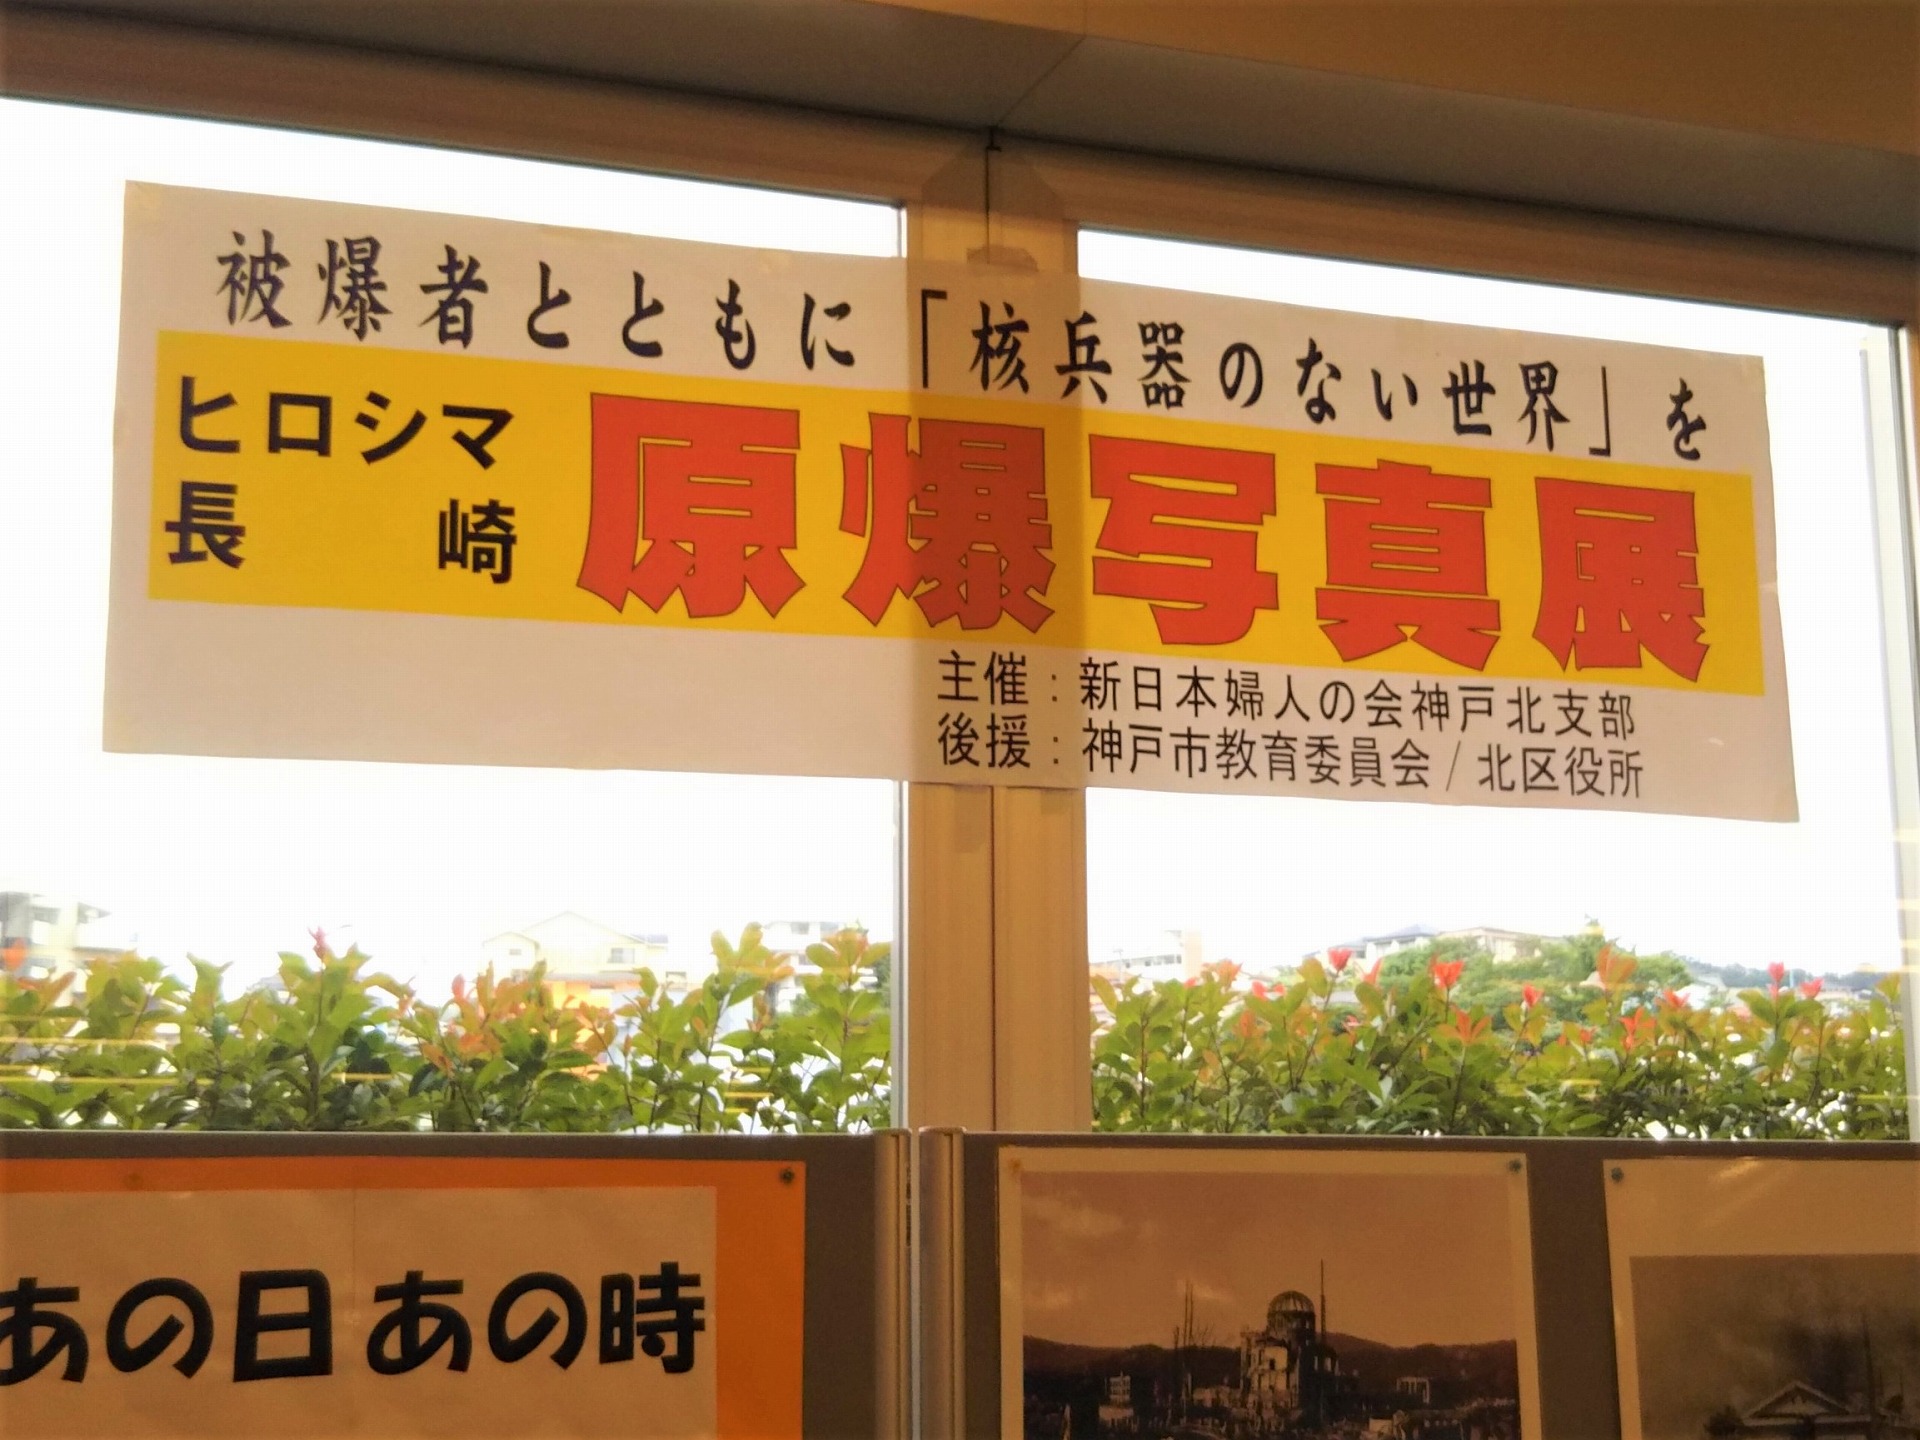 被爆者とともに「核兵器のない世界」を
ヒロシマ
長崎
原爆写真展
主催：新日本婦人の会神戸北支部
後援：神戸市教育委員会/北区役所
あの日あの時